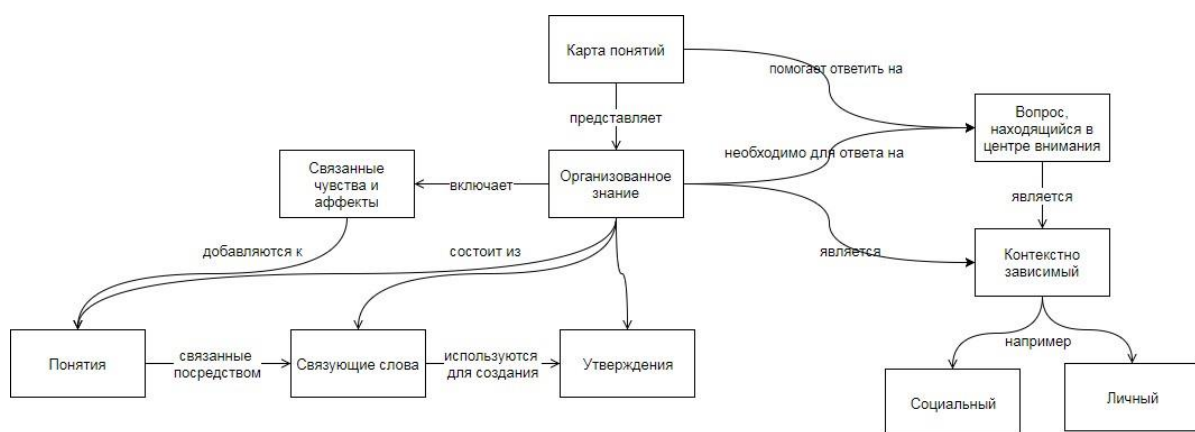 Карта понятий
помогает ответить на
представляет
Вопрос,
находящийся в
центре внимания
необходимо для ответа на
Связанные
чувства и
аффекты
включает
Организованное
знание
является
добавляются к
состоит из
является
Контекстно
зависимый
Понятия
связанные
посредством
Связующие слова
используются
для создания
Утверждения
например
Социальный
Личный